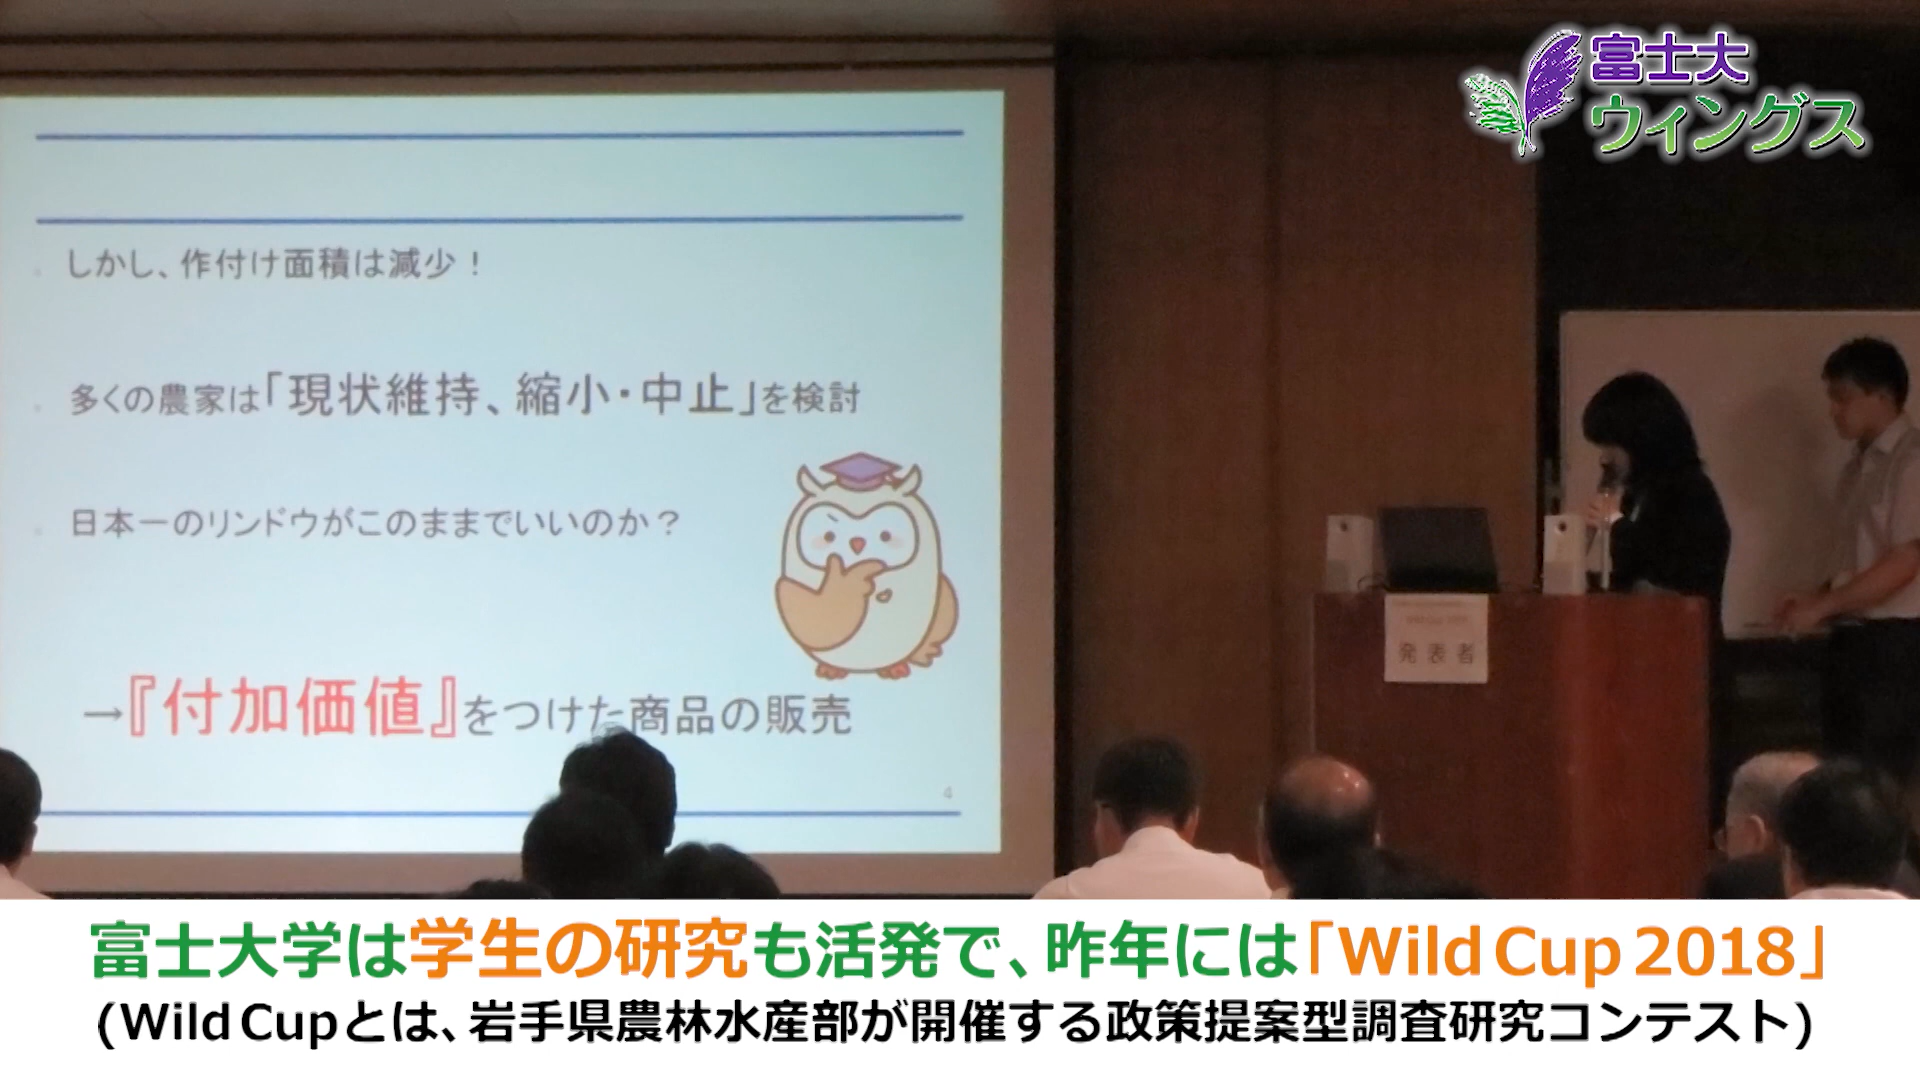 富士大
ウィングス
しかし、作付け面積は減少！
多くの農家は「現状維持、縮小・中止」を検討
日本一のリンドウがこのままでいいのか？
→『付加価値』をつけた商品の販売
4
発表者
富士大学は学生の研究も活発で、昨年には「Wild Cup 2018」
(Wild Cupとは、岩手県農林水産部が開催する政策提案型調査研究コンテスト)